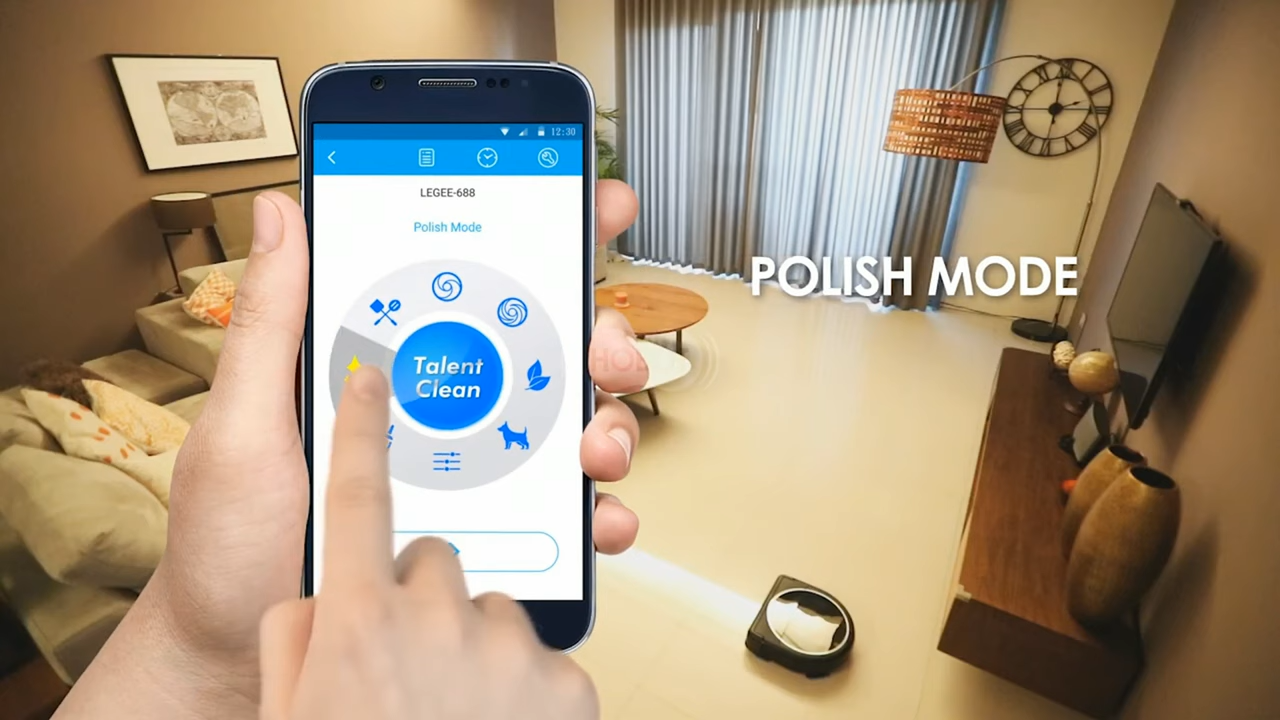 12:30
LEGEE-688
Polish Mode
POLISH MODE
Talent
Clean